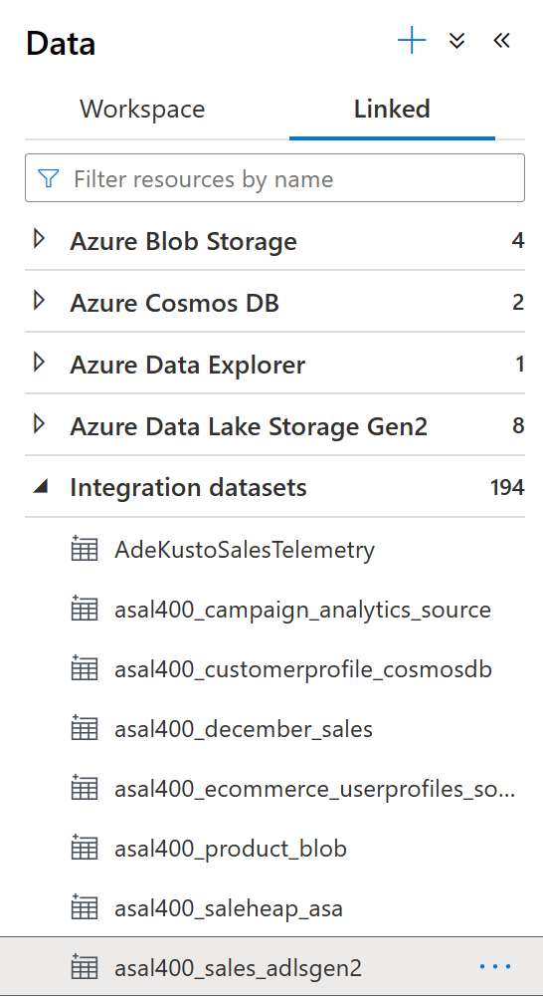 Data
Workspace Linked
Filter resources by name
Azure Blob Storage 4
Azure Cosmos DB 2
Azure Data Explorer 1
Azure Data Lake Storage Gen2 8
Integration datasets 194
AdeKustoSalesTelemetry
asal400_campaign_analytics_source
asal400_customerprofile_cosmosdb
asal400_december_sales
asal400_ecommerce_userprofiles_so...
asal400_product_blob
asal400_saleheap_asa
asal400_sales_adlsgen2